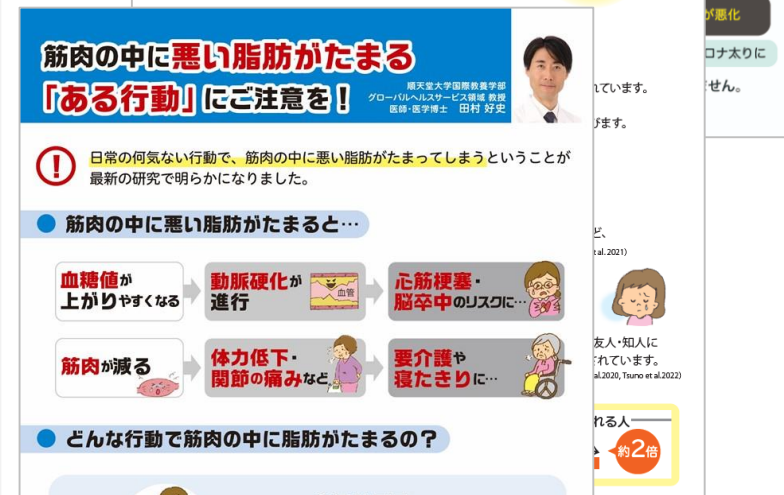 筋肉の中に悪い脂肪がたまる
「ある行動」にご注意を！
順天堂大学国際教養学部
グローバルヘルスサービス領域 教授
医師・医学博士 田村 好史
日常の何気ない行動で、筋肉の中に悪い脂肪がたまってしまうということが
最新の研究で明らかになりました。
筋肉の中に悪い脂肪がたまると…
血糖値が
上がりやすくなる
動脈硬化が
進行
血管
心筋梗塞・
脳卒中のリスクに…
筋肉が減る
体力低下・
関節の痛みなど
要介護や
寝たきりに…
どんな行動で筋肉の中に脂肪がたまるの？
れています。
びます。
ど、
t al. 2021）
友人・知人に
されています。
al.2020, Tsuno et al.2022)
れる人
約2倍
が悪化
コロナ太りに
せん。